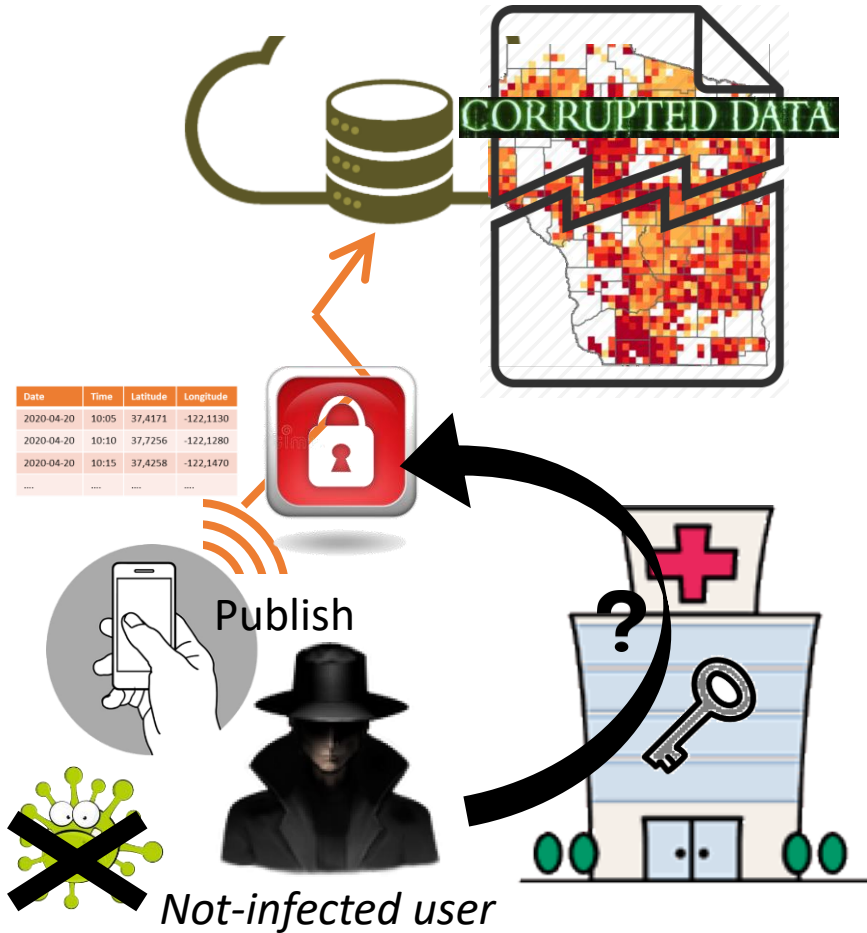 CORRUPTED DATA
Date Time Latitude Longitude
2020-04-20 10:05 37,4171 -122,1130
2020-04-20 10:10 37,7256 -122,1280
2020-04-20 10:15 37,4258 -122,1470
.... .... .... ....
Publish
?
Not-infected user